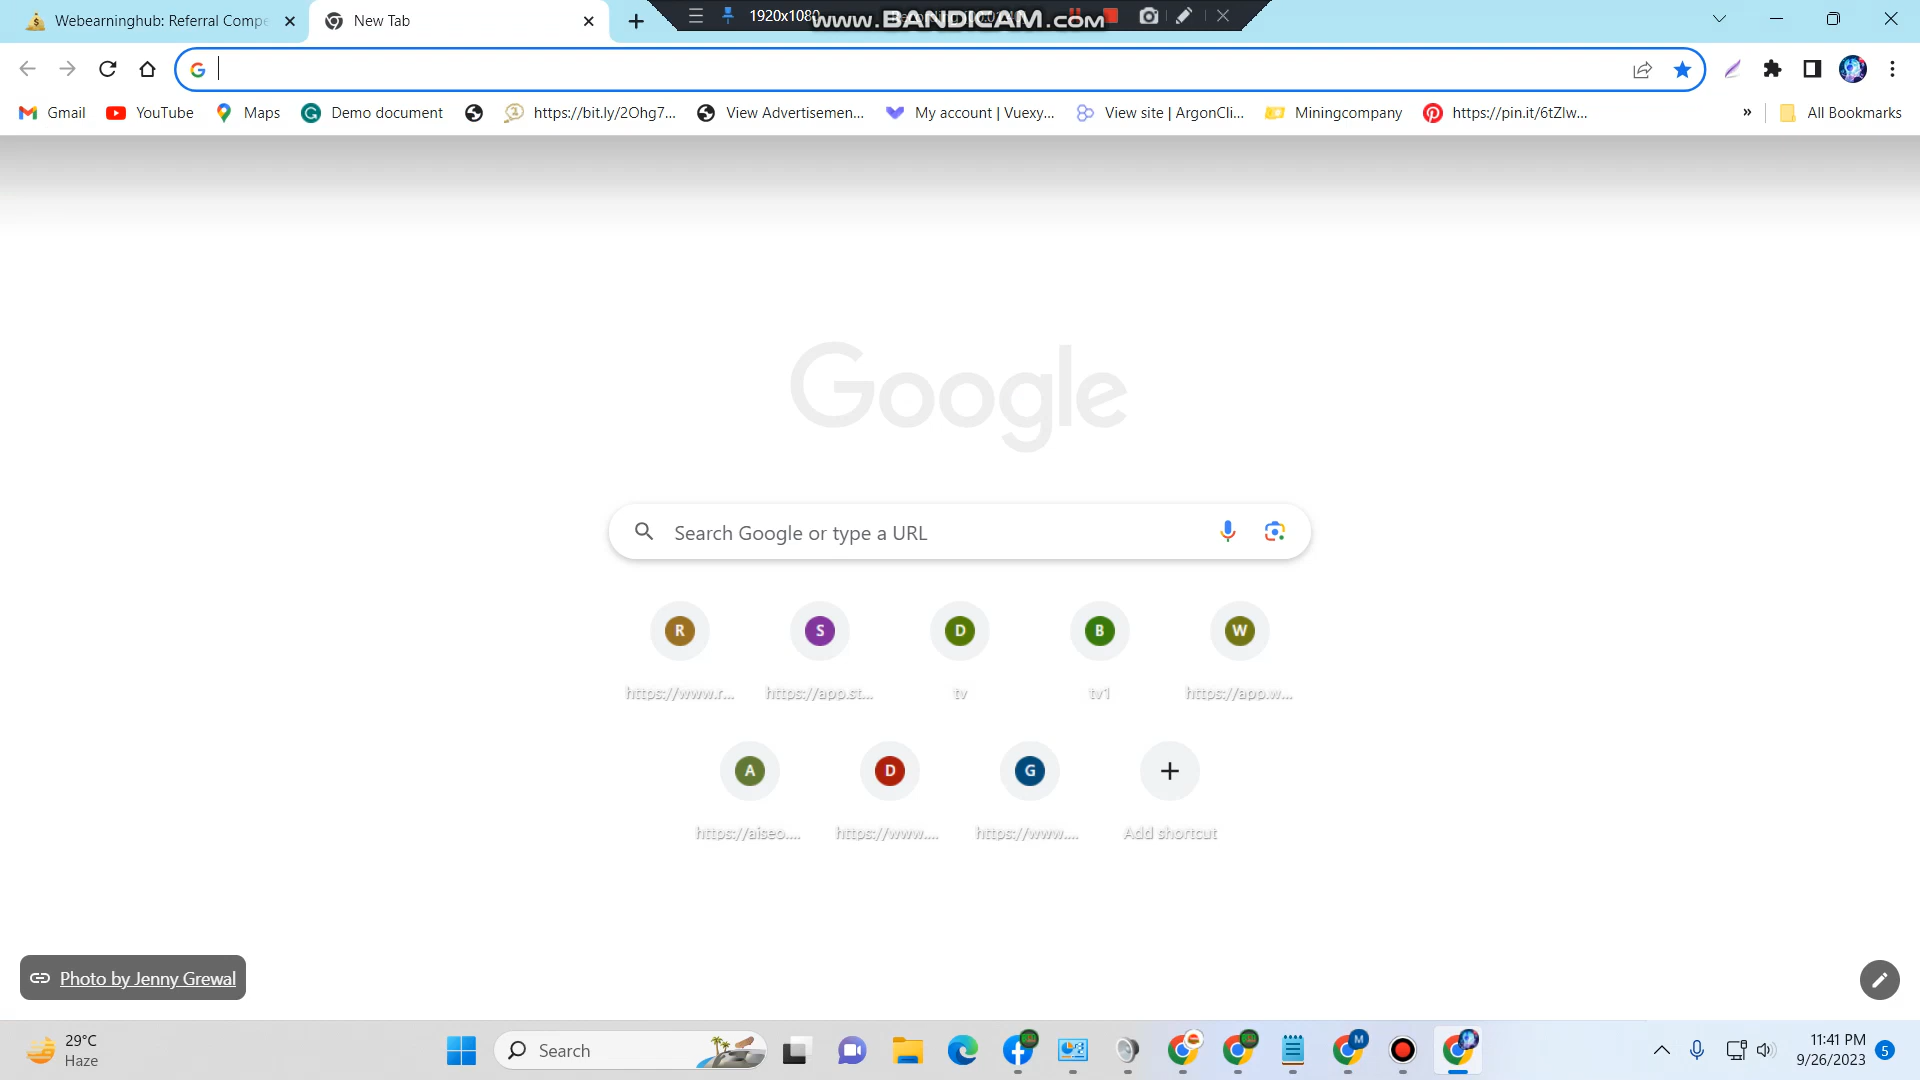 Webearninghub: Referral Compe
New Tab
1920x1080
www.BANDICAM.com
Gmail
YouTube
Maps
Demo document
https://bit.ly/2Ohg7...
View Advertisemen...
My account | Vuexy...
View site | ArgonCli...
Miningcompany
https://pin.it/6tZlw...
»
All Bookmarks
Google
Search Google or type a URL
R
S
D
B
W
https://www.r...
https://app.st...
tv
tv1
https://app.w...
A
D
G
https://aiseo....
https://www....
https://www....
Add shortcut
Photo by Jenny Grewal
29°C
Haze
Search
M
11:41 PM
9/26/2023
5